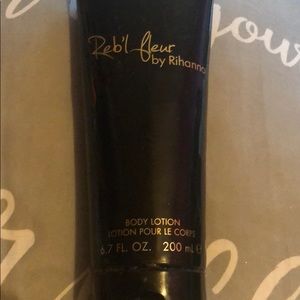 Reb'l fleur
by Rihanna
BODY LOTION
LOTION POUR LE CORPS
6.7 FL. OZ. 200 mL e